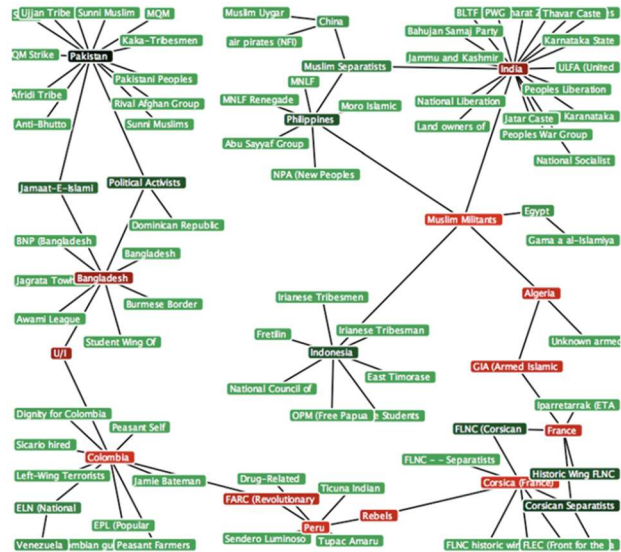 Ujjan Tribe
Sunni Muslim
MQM
Kaka-Tribesmen
QM Strike
Pakistan
Pakistani Peoples
Afridi Tribe
Rival Afghan Group
Anti-Bhutto
Sunni Muslims
Jamaat-E-Islami
Political Activists
Dominican Republic
BNP (Bangladesh
Bangladesh
Jagrata
Bangladesh
Burmese Border
Awami League
Student Wing Of
U/I
Dignity for Colombia
Peasant Self
Sicario hired
Colombia
Left-Wing Terrorists
Jamie Bateman
ELN (National
EPL (Popular
Venezuela
Peasant Farmers
Muslim Uygar
China
air pirates (NFI)
Muslim Separatists
MNLF
MNLF Renegade
Moro Islamic
Philippines
Abu Sayyaf Group
NPA (New Peoples
BLTF
PWG
Thavar Caste
Bahujan Samaj Party
Karnataka State
Jammu and Kashmir
India
ULFA (United
Peoples Liberation
National Liberation
Jatar Caste
Karanataka
Land owners of
Peoples War Group
National Socialist
Muslim Militants
Egypt
Gama a al-Islamiya
Irianese Tribesmen
Algeria
Fretilin
Irianese Tribesman
Unknown armed
Indonesia
GIA (Armed Islamic
East Timorase
National Council of
OPM (Free Papua
Students
Iparretarrak (ETA
FLNC (Corsican
France
FLNC - - Separatists
Historic Wing FLNC
Corsica (France)
Corsican Separatists
FLNC historic
FLEC (Front for the
Drug-Related
Ticuna Indian
FARC (Revolutionary
Rebels
Peru
Sendero Luminoso
Tupac Amaru